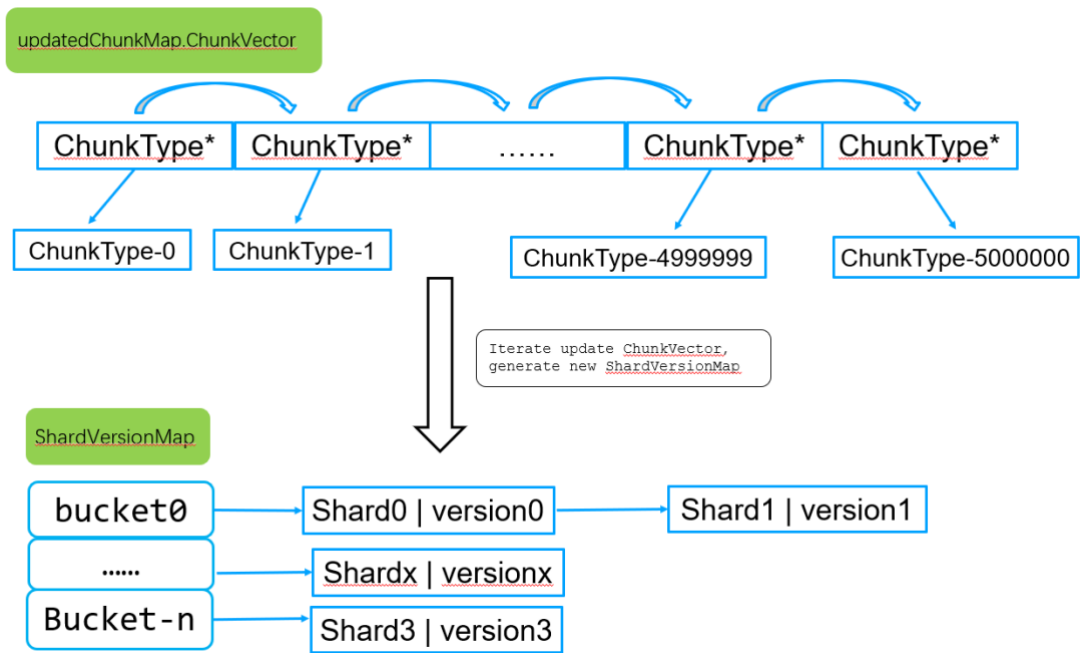 updatedChunkMap.ChunkVector
ChunkType* ChunkType* ...... ChunkType* ChunkType*
ChunkType-0 ChunkType-1 ChunkType-4999999 ChunkType-5000000
Iterate update ChunkVector,
generate new ShardVersionMap
ShardVersionMap
bucket0 Shard0 | version0 Shard1 | version1
...... Shardx | versionx
Bucket-n Shard3 | version3